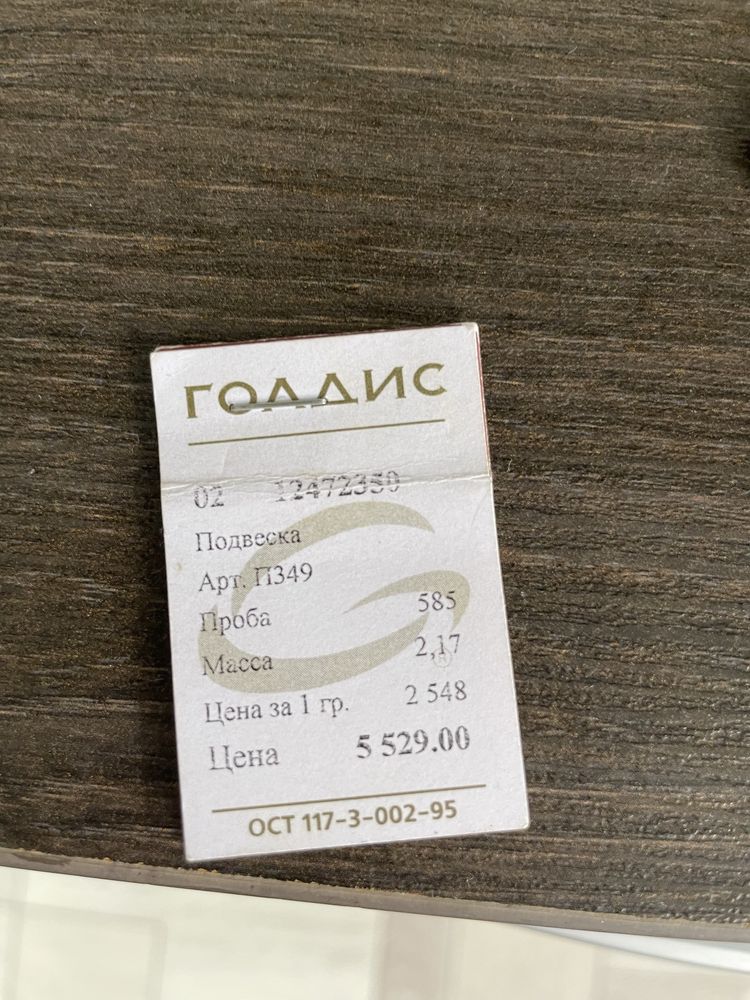 ГОЛДИС
02 12472350
Подвеска
Арт. П349
Проба 585
Масса 2,17
Цена за 1 гр. 2 548
Цена 5 529.00
ОСТ 117-3-002-95